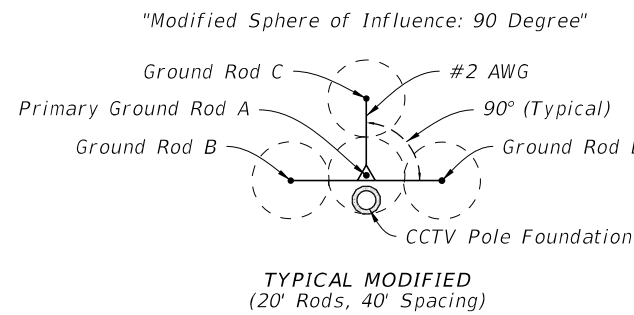 "Modified Sphere of Influence: 90 Degree"
Ground Rod C
#2 AWG
Primary Ground Rod A
90° (Typical)
Ground Rod B
Ground Rod
CCTV Pole Foundation
TYPICAL MODIFIED
(20' Rods, 40' Spacing)